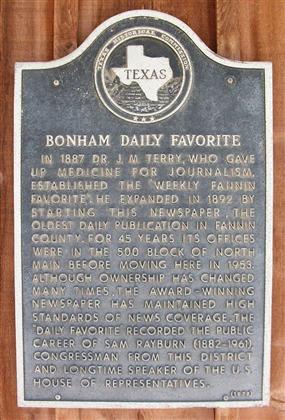 TEXAS HISTORICAL COMMISSION
TEXAS
BONHAM DAILY FAVORITE
IN 1887 DR. J. M. TERRY, WHO GAVE
UP MEDICINE FOR JOURNALISM,
ESTABLISHED THE "WEEKLY FANNIN
FAVORITE". HE EXPANDED IN 1892 BY
STARTING THIS NEWSPAPER, THE
OLDEST DAILY PUBLICATION IN FANNIN
COUNTY. FOR 45 YEARS ITS OFFICES
WERE IN THE 500 BLOCK OF NORTH
MAIN BEFORE MOVING HERE IN 1953.
ALTHOUGH OWNERSHIP HAS CHANGED
MANY TIMES, THE AWARD-WINNING
NEWSPAPER HAS MAINTAINED HIGH
STANDARDS OF NEWS COVERAGE. THE
"DAILY FAVORITE RECORDED THE PUBLIC
CAREER OF SAM RAYBURN (1882-1961),
CONGRESSMAN FROM THIS DISTRICT
AND LONGTIME SPEAKER OF THE U.S.
HOUSE OF REPRESENTATIVES.